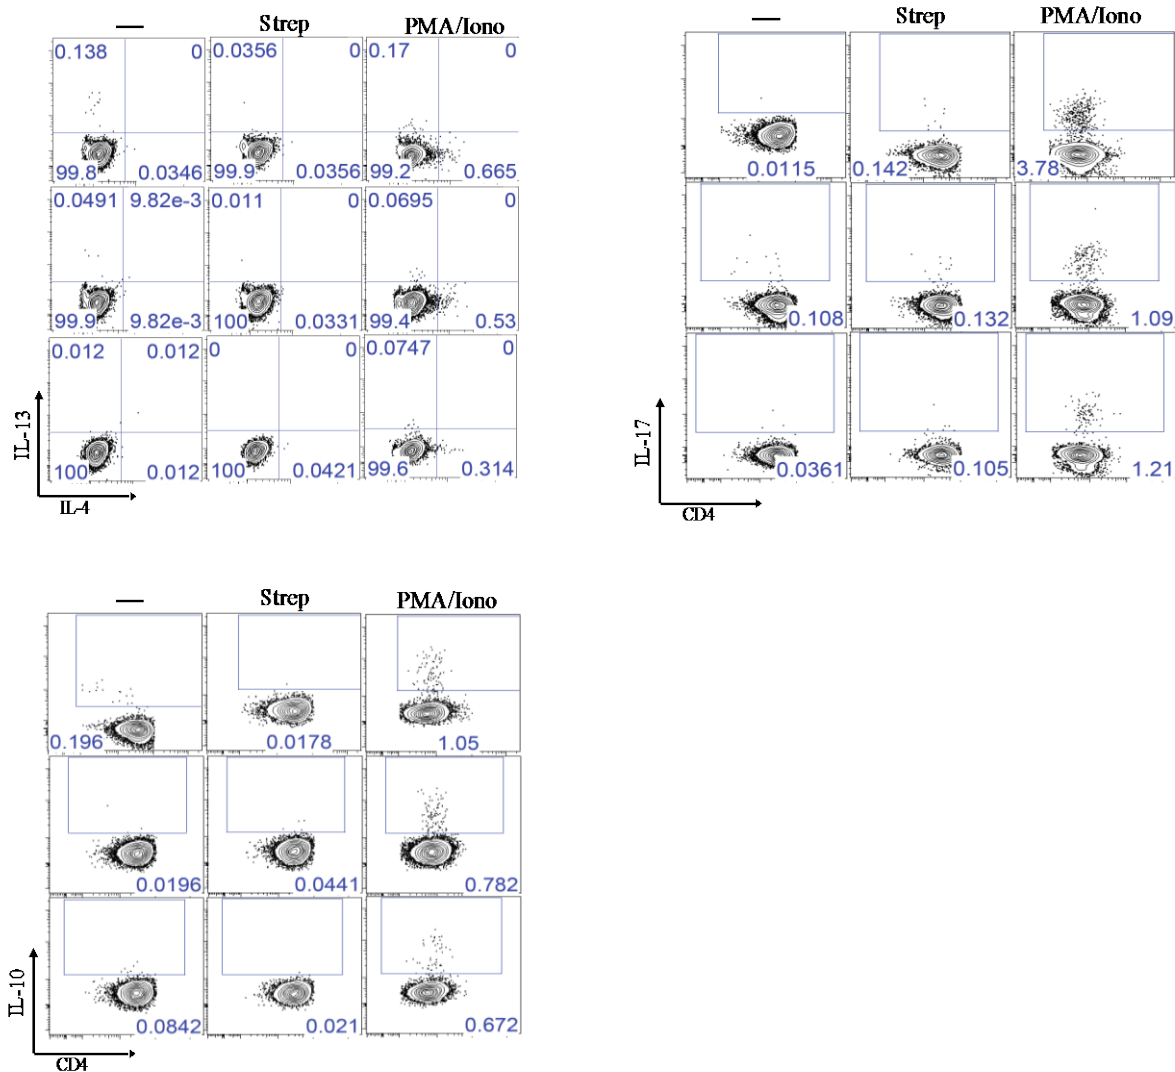 — Strep PMA/Iono
0.138 0 0.0356 0 0.17 0
99.8 0.0346 99.9 0.0356 99.2 0.665
0.0491 9.82e-3 0.011 0 0.0695 0
99.9 9.82e-3 100 0.0331 99.4 0.53
0.012 0.012 0 0 0.0747 0
100 0.012 100 0.0421 99.6 0.314
IL-13
IL-4
— Strep PMA/Iono
0.0115 0.142 3.78
0.108 0.132 1.09
0.0361 0.105 1.21
IL-17
CD4
— Strep PMA/Iono
0.196 0.0178 1.05
0.0196 0.0441 0.782
0.0842 0.021 0.672
IL-10
CD4